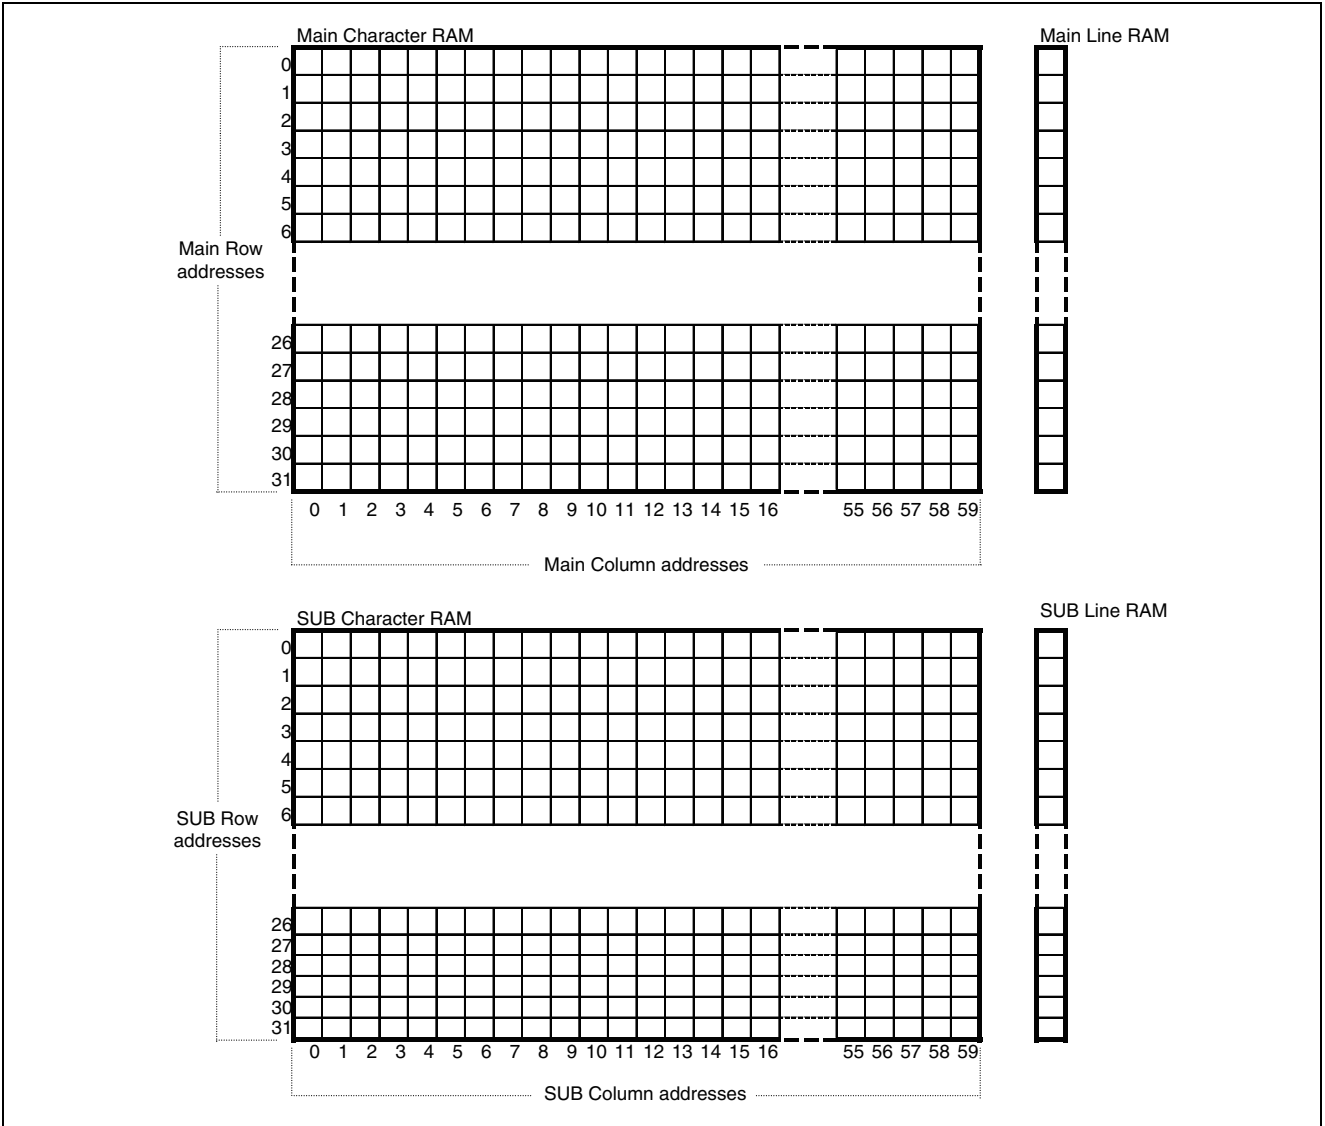 Main Character RAM
Main Line RAM
0
1
2
3
4
5
6
Main Row
addresses
26
27
28
29
30
31
0 1 2 3 4 5 6 7 8 9 10 11 12 13 14 15 16 55 56 57 58 59
Main Column addresses
SUB Character RAM
SUB Line RAM
0
1
2
3
4
5
6
SUB Row
addresses
26
27
28
29
30
31
0 1 2 3 4 5 6 7 8 9 10 11 12 13 14 15 16 55 56 57 58 59
SUB Column addresses